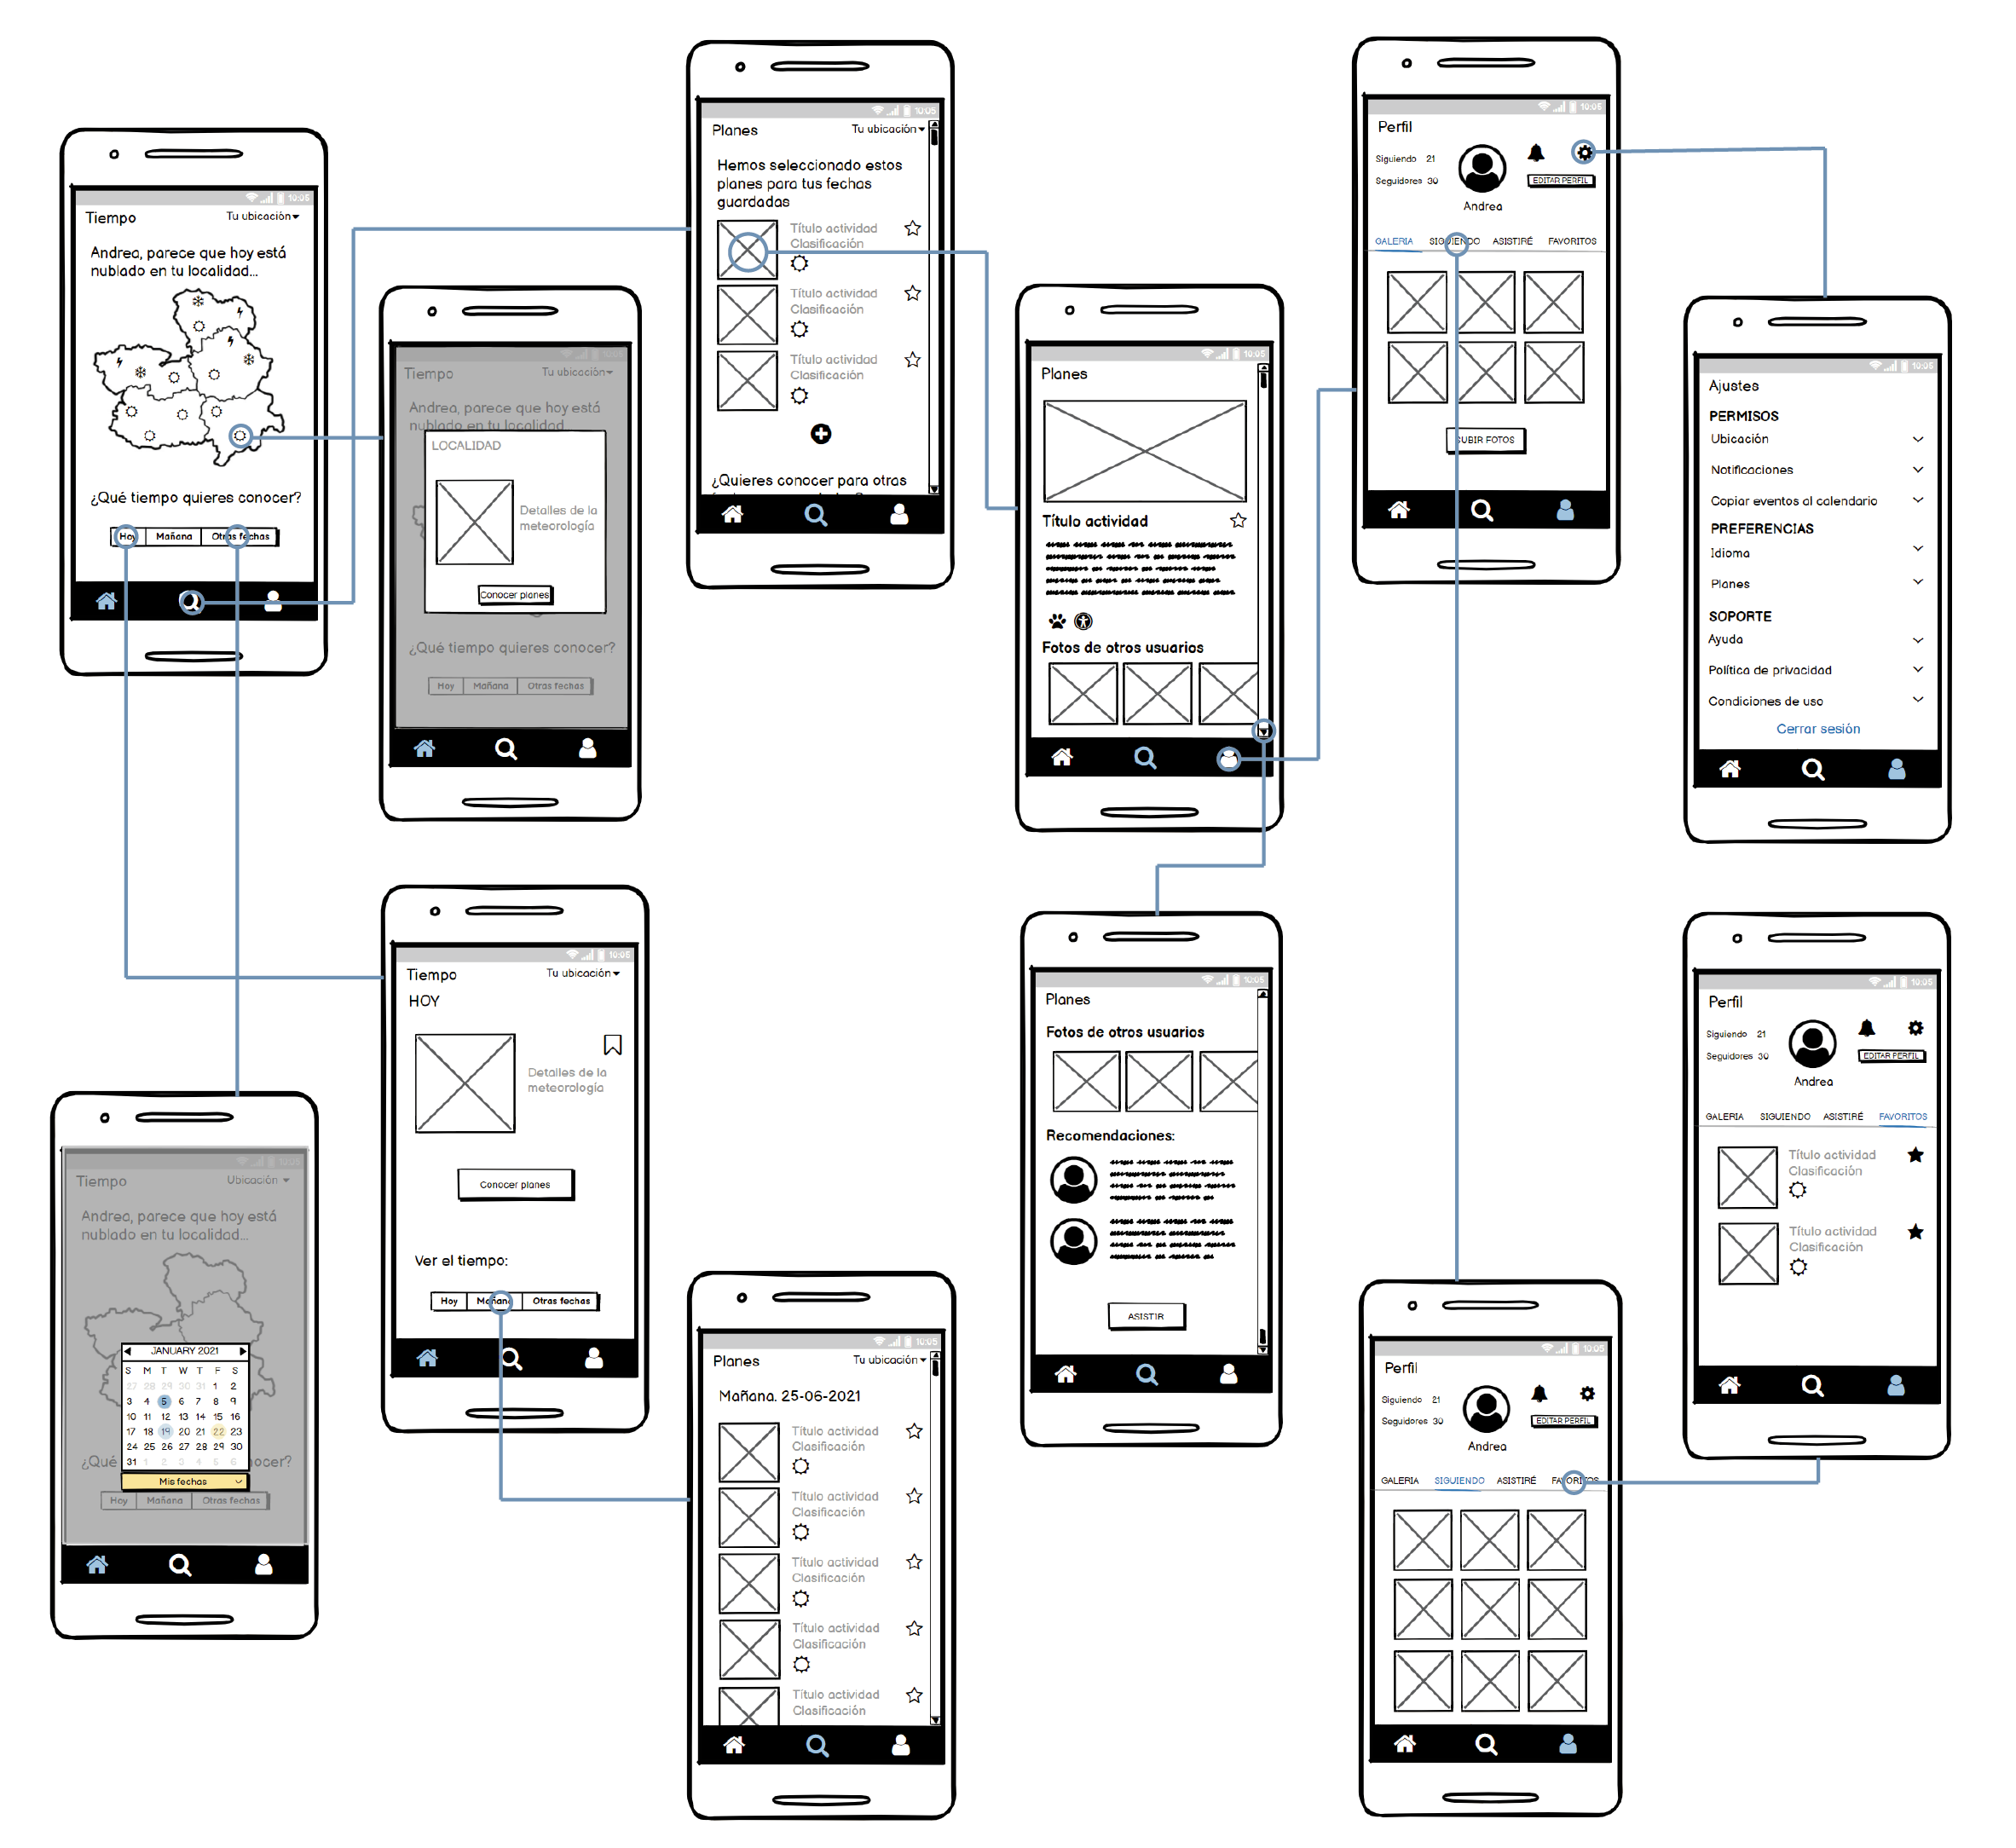 10:05
Tiempo
Tu ubicación
Andrea, parece que hoy está
nublado en tu localidad...
¿Qué tiempo quieres conocer?
Hoy Mañana Otras fechas
Tiempo
Tu ubicación
Andrea, parece que hoy está
nublado en tu localidad
LOCALIDAD
Detalles de la
meteorología
Conocer planes
¿Qué tiempo quieres conocer?
Hoy Mañana Otras fechas
10:05
Planes
Tu ubicación
Hemos seleccionado estos
planes para tus fechas
guardadas
Título actividad
Clasificación
Título actividad
Clasificación
Título actividad
Clasificación
¿Quieres conocer para otras
10:05
Planes
Título actividad
Fotos de otros usuarios
10:05
Perfil
Siguiendo 21
Seguidores 30
EDITAR PERFIL
Andrea
GALERIA SIGUIENDO ASISTIRÉ FAVORITOS
SUBIR FOTOS
10:05
Ajustes
PERMISOS
Ubicación
Notificaciones
Copiar eventos al calendario
PREFERENCIAS
Idioma
Planes
SOPORTE
Ayuda
Política de privacidad
Condiciones de uso
Cerrar sesión
10:05
Tiempo
Ubicación
Andrea, parece que hoy está
nublado en tu localidad...
JANUARY 2021
S M T W T F S
27 28 29 30 31 1 2
3 4 5 6 7 8 9
10 11 12 13 14 15 16
17 18 19 20 21 22 23
24 25 26 27 28 29 30
31 1 2 3 4 5 6
¿Qué
nocer?
Mis fechas
Hoy Mañana Otras fechas
10:05
Tiempo
Tu ubicación
HOY
Detalles de la
meteorología
Conocer planes
Ver el tiempo:
Hoy Mañana Otras fechas
10:05
Planes
Tu ubicación
Mañana. 25-06-2021
Título actividad
Clasificación
Título actividad
Clasificación
Título actividad
Clasificación
Título actividad
Clasificación
Título actividad
Clasificación
10:05
Planes
Fotos de otros usuarios
Recomendaciones:
ASISTIR
10:05
Perfil
Siguiendo 21
Seguidores 30
EDITAR PERFIL
Andrea
GALERIA SIGUIENDO ASISTIRÉ FAVORITOS
10:05
Perfil
Siguiendo 21
Seguidores 30
EDITAR PERFIL
Andrea
GALERIA SIGUIENDO ASISTIRÉ FAVORITOS
Título actividad
Clasificación
Título actividad
Clasificación